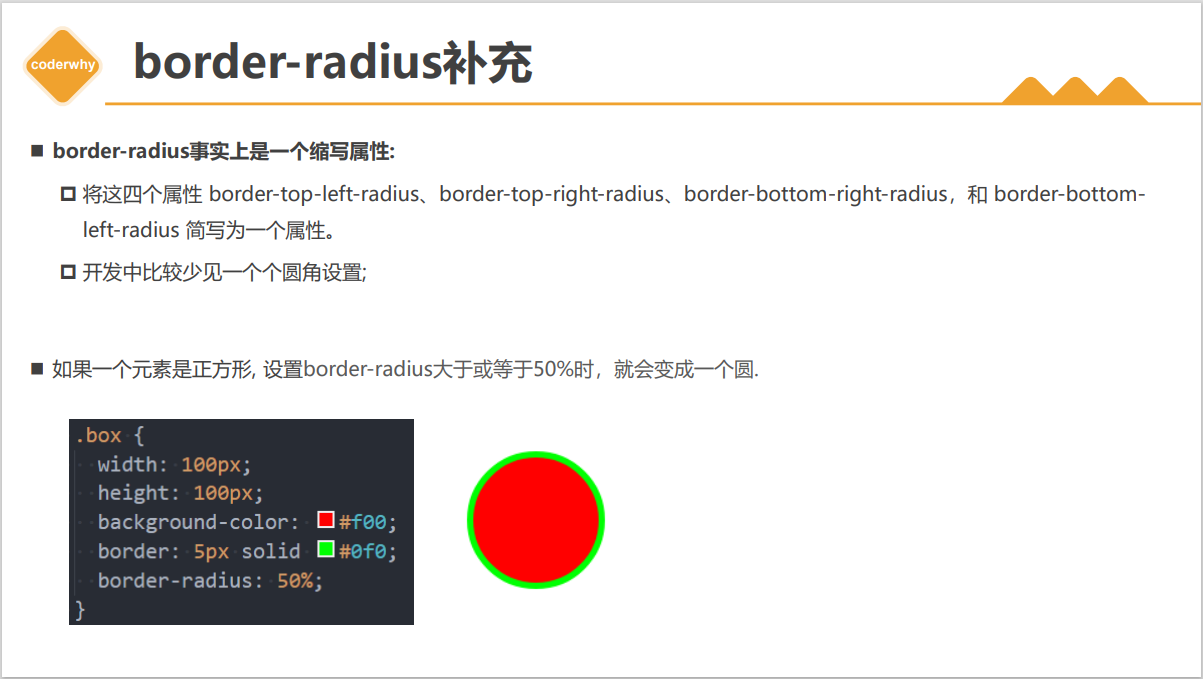 coderwhy
border-radius补充
border-radius事实上是一个缩写属性:
将这四个属性 border-top-left-radius、border-top-right-radius、border-bottom-right-radius，和 border-bottom-
left-radius 简写为一个属性。
开发中比较少见一个个圆角设置;
如果一个元素是正方形, 设置border-radius大于或等于50%时，就会变成一个圆.
.box {
width: 100px;
height: 100px;
background-color: #f00;
border: 5px solid #0f0;
border-radius: 50%;
}